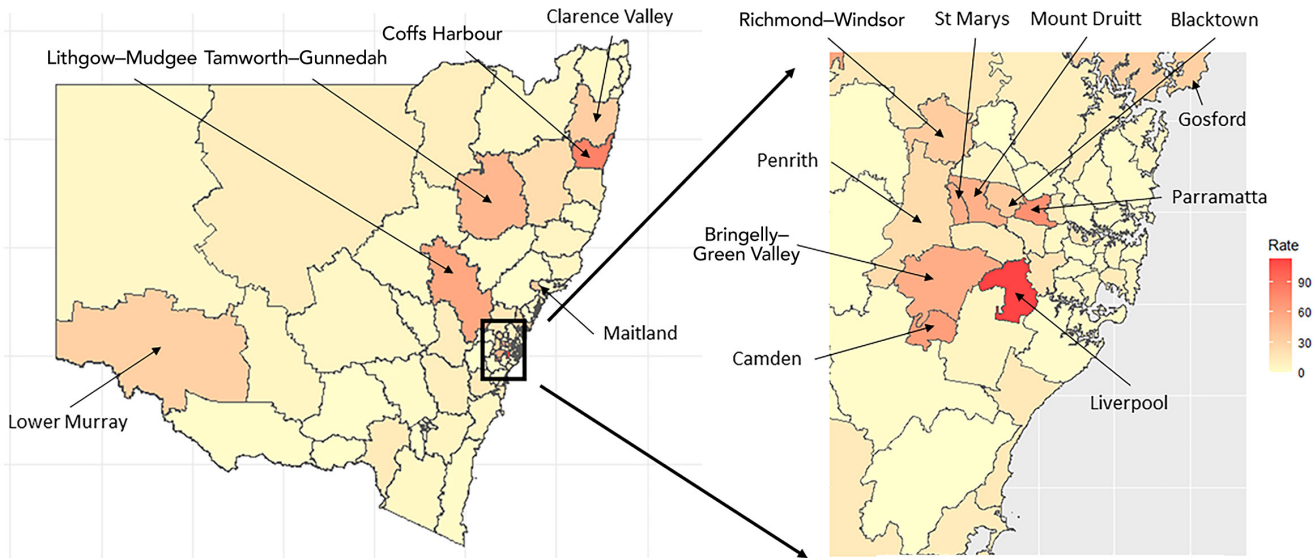 Clarence Valley
Coffs Harbour
Lithgow–Mudgee
Tamworth–Gunnedah
Maitland
Lower Murray
Richmond–Windsor
St Marys
Mount Druitt
Blacktown
Gosford
Penrith
Parramatta
Bringelly–
Green Valley
Camden
Liverpool
Rate
90
60
30
0